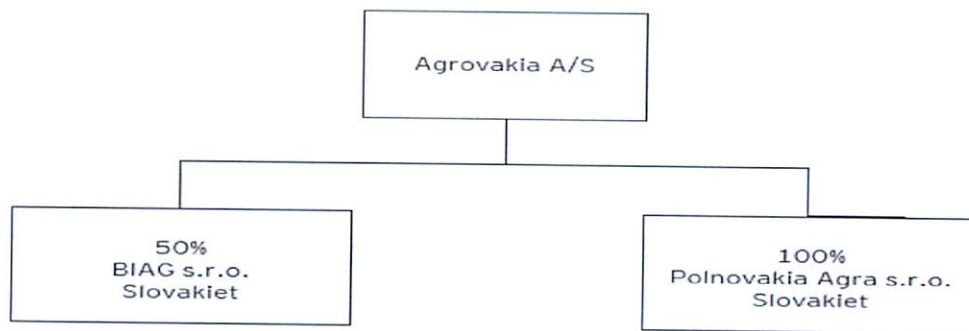 Agrovakia A/S
50%
BIAG s.r.o.
Slovakiet
100%
Polnovakia Agra s.r.o.
Slovakiet